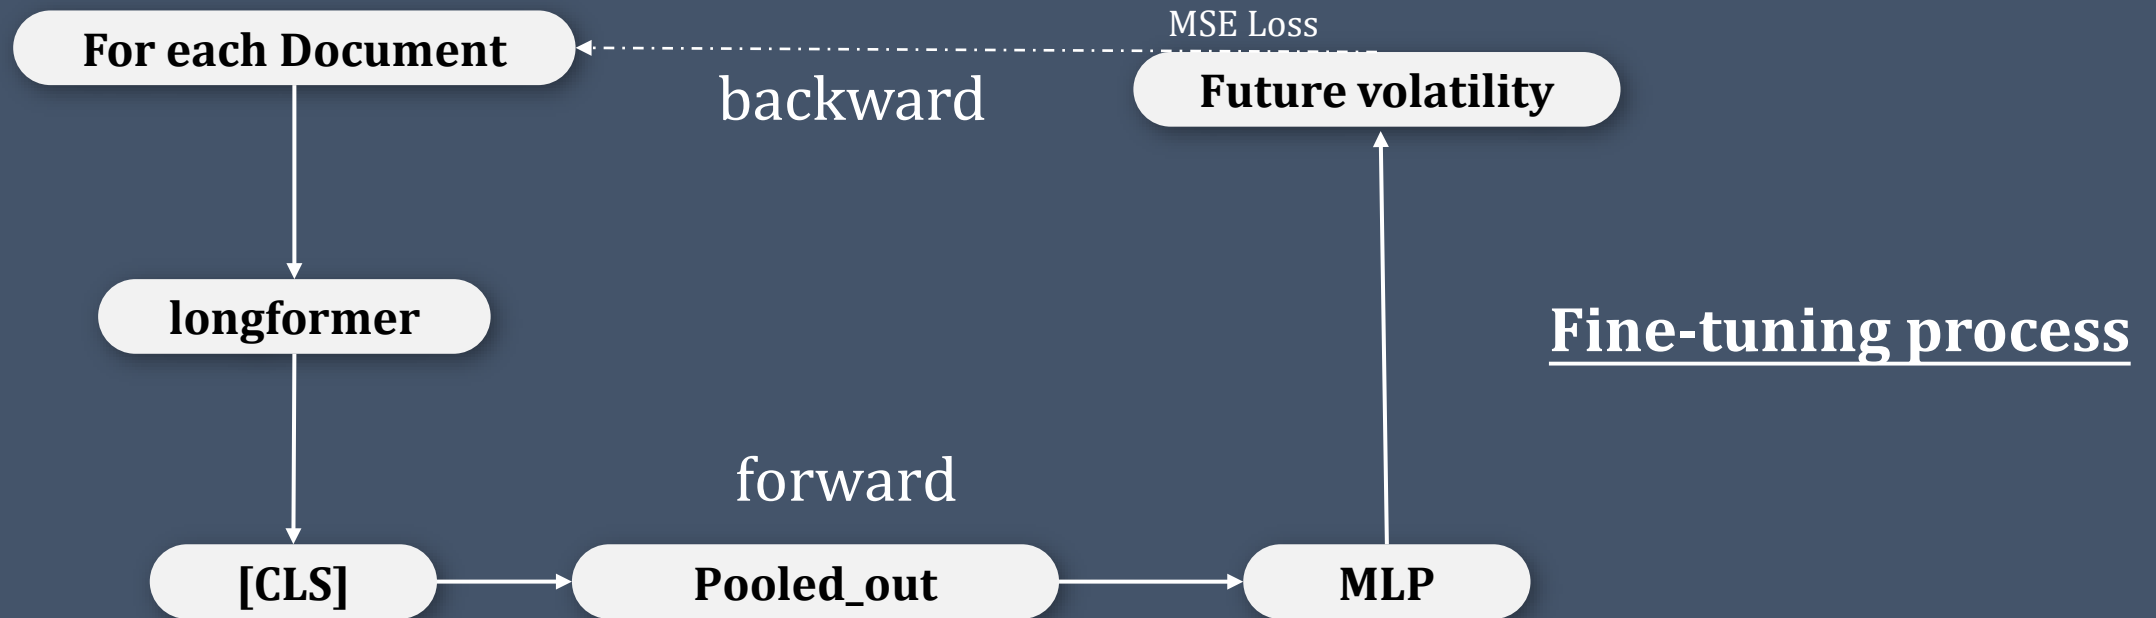 MSE Loss
For each Document
backward
Future volatility
longformer
Fine-tuning process
forward
[CLS]
Pooled_out
MLP